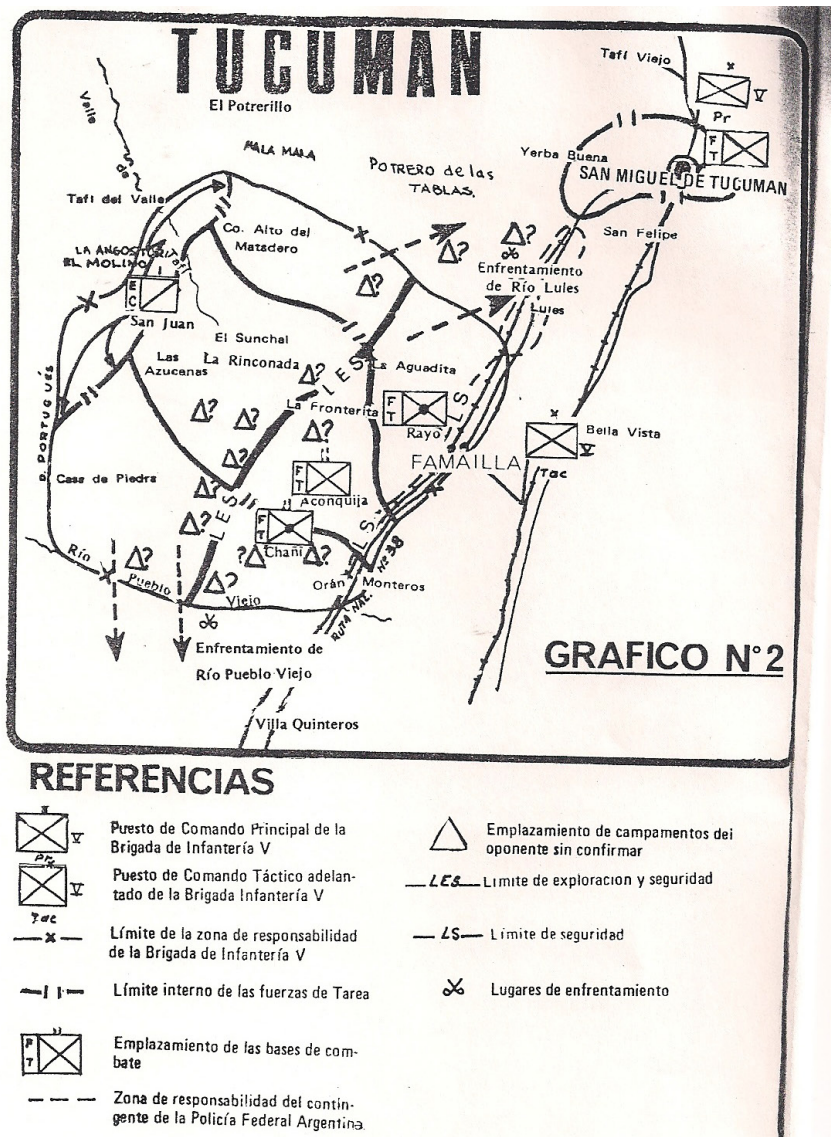 TUCUMAN
El Potrerillo
MALA MALA
POTRERO de las
TABLAS.
Valle
de
Tafí
Tafí Viejo
V
Pr
F
T
Yerba Buena
SAN MIGUEL DE TUCUMAN
San Felipe
Tafí del Valle
Co. Alto del
Matadero
LA ANGOSTURA
EL MOLINO
E
C
San Juan
El Sunchal
Enfrentamiento
de Río Lules
Lules
Las
Azucenas
La Rinconada
La Aguadita
LES
LS
La Fronterita
F
T
Rayo
P. PORTUGUÉS
FAMAILLA
Bella Vista
V
Tac
Casa de Piedra
F
T
Aconquija
LES
F
T
Chañi
LS
Río
Pueblo
Viejo
Orán
Monteros
RUTA NAC. Nº 38
Enfrentamiento de
Río Pueblo Viejo
Villa Quinteros
GRAFICO N° 2
REFERENCIAS
V
Pr
Puesto de Comando Principal de la
Brigada de Infantería V
V
Tac
Puesto de Comando Táctico adelan-
tado de la Brigada Infantería V
Límite de la zona de responsabilidad
de la Brigada de Infantería V
Límite interno de las fuerzas de Tarea
F
T
Emplazamiento de las bases de com-
bate
Zona de responsabilidad del contin-
gente de la Policía Federal Argentina.
Emplazamiento de campamentos del
oponente sin confirmar
LES Límite de exploración y seguridad
LS Límite de seguridad
Lugares de enfrentamiento